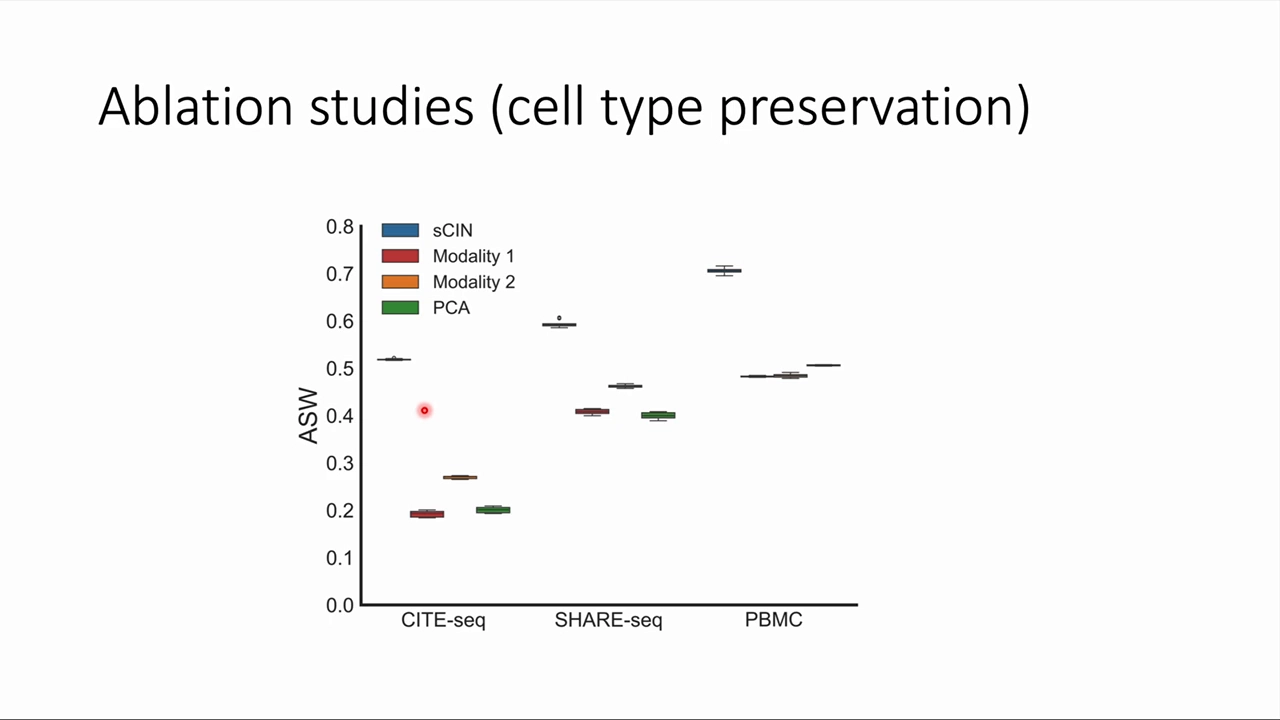 Ablation studies (cell type preservation)
0.8
0.7
0.6
0.5
0.4
0.3
0.2
0.1
0.0
ASW
sCIN
Modality 1
Modality 2
PCA
CITE-seq
SHARE-seq
PBMC